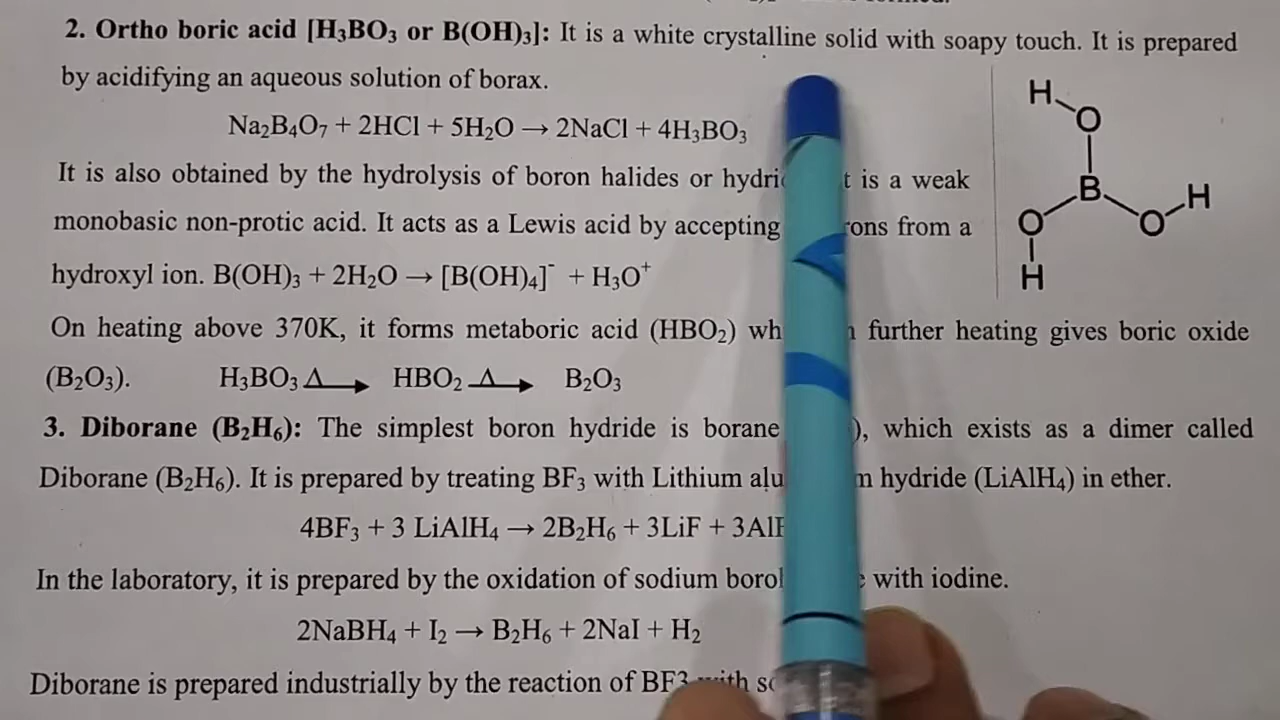 2. Ortho boric acid [H₃BO₃ or B(OH)₃]: It is a white crystalline solid with soapy touch. It is prepared
by acidifying an aqueous solution of borax.
Na₂B₄O₇ + 2HCl + 5H₂O → 2NaCl + 4H₃BO₃
It is also obtained by the hydrolysis of boron halides or is a weak
monobasic non-protic acid. It acts as a Lewis acid by accepting from a
hydroxyl ion. B(OH)₃ + 2H₂O → [B(OH)₄]⁻ + H₃O⁺
H
O
B
O
H
O
H
On heating above 370K, it forms metaboric acid (HBO₂) further heating gives boric oxide
(B₂O₃). H₃BO₃ Δ→ HBO₂ Δ→ B₂O₃
3. Diborane (B₂H₆): The simplest boron hydride is borane ), which exists as a dimer called
Diborane (B₂H₆). It is prepared by treating BF₃ with Lithium hydride (LiAlH₄) in ether.
4BF₃ + 3 LiAlH₄ → 2B₂H₆ + 3LiF +
In the laboratory, it is prepared by the oxidation of sodium with iodine.
2NaBH₄ + I₂ → B₂H₆ + 2NaI + H₂
Diborane is prepared industrially by the reaction of BF3 with